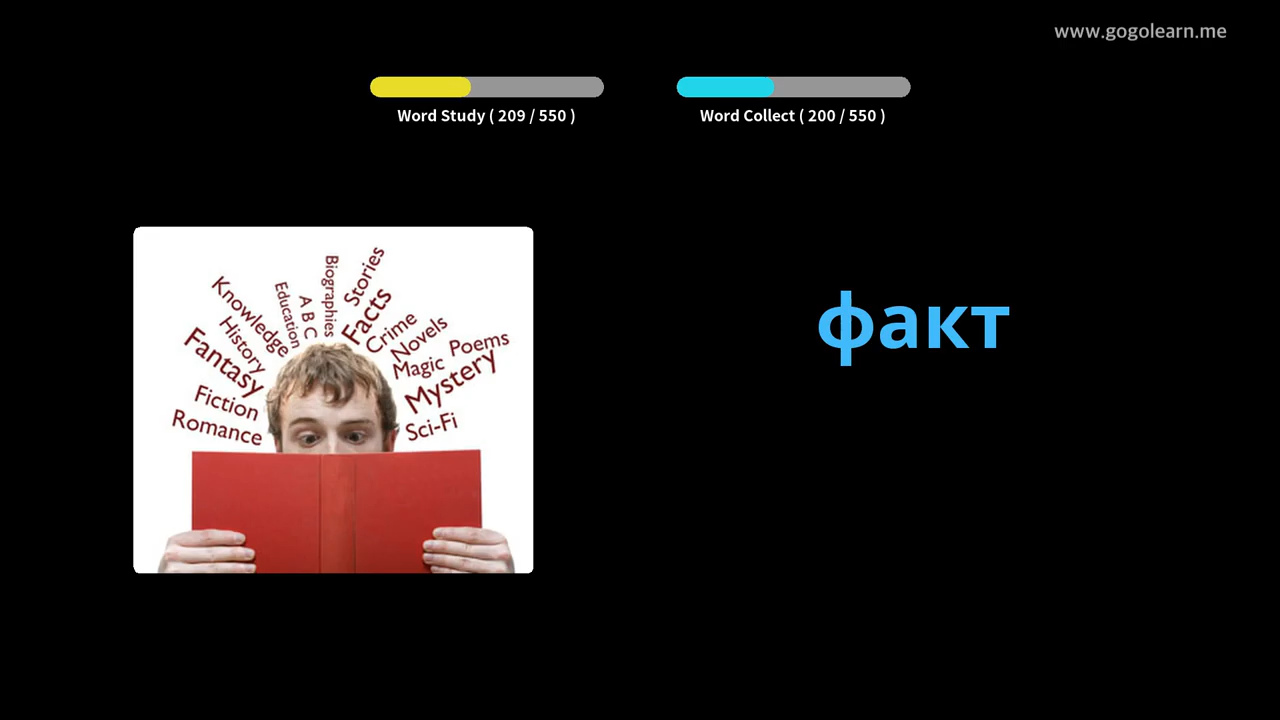 www.gogolearn.me
Word Study ( 209 / 550 )
Word Collect ( 200 / 550 )
Romance
Fiction
Fantasy
History
Knowledge
Education
A B C
Biographies
Stories
Facts
Crime
Novels
Magic
Poems
Mystery
Sci-Fi
факт